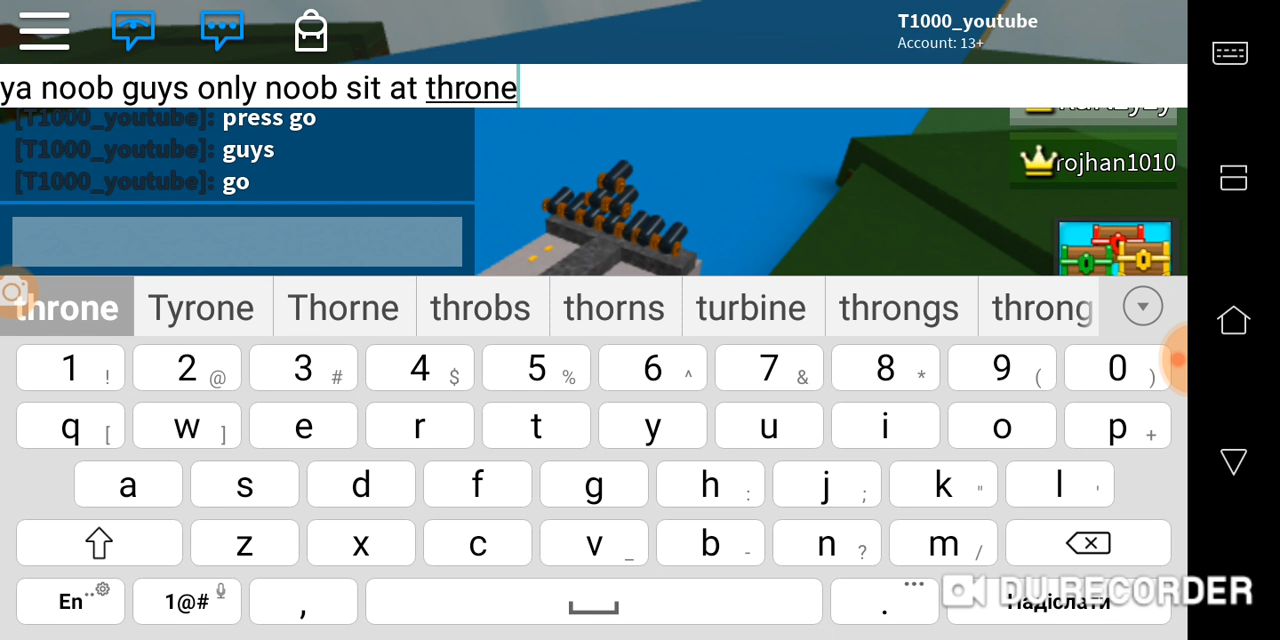 T1000_youtube
Account: 13+
ya noob guys only noob sit at throne
[T1000_youtube]: press go
[T1000_youtube]: guys
[T1000_youtube]: go
rojhan1010
throne Tyrone Thorne throbs thorns turbine throngs throng
1 ! 2 @ 3 # 4 $ 5 % 6 ^ 7 & 8 * 9 ( 0 )
q [ w ] e r t y u i o p +
a s d f g h : j ; k " l '
z x c v _ b - n ? m /
En 1@# , . Надіслати
DU RECORDER